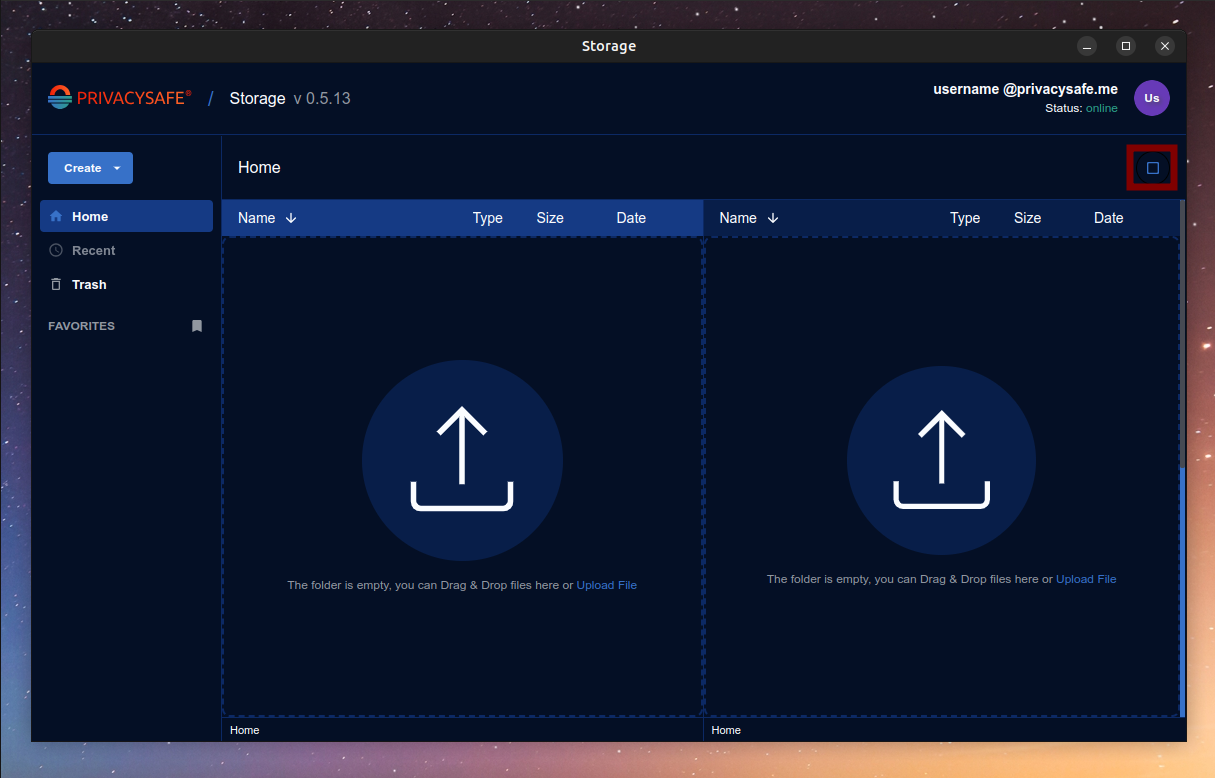 Storage
PRIVACYSAFE® / Storage v 0.5.13
username @privacysafe.me
Status: online
Us
Create
Home
Recent
Trash
FAVORITES
Home
Name Type Size Date
Name Type Size Date
The folder is empty, you can Drag & Drop files here or Upload File
The folder is empty, you can Drag & Drop files here or Upload File
Home
Home